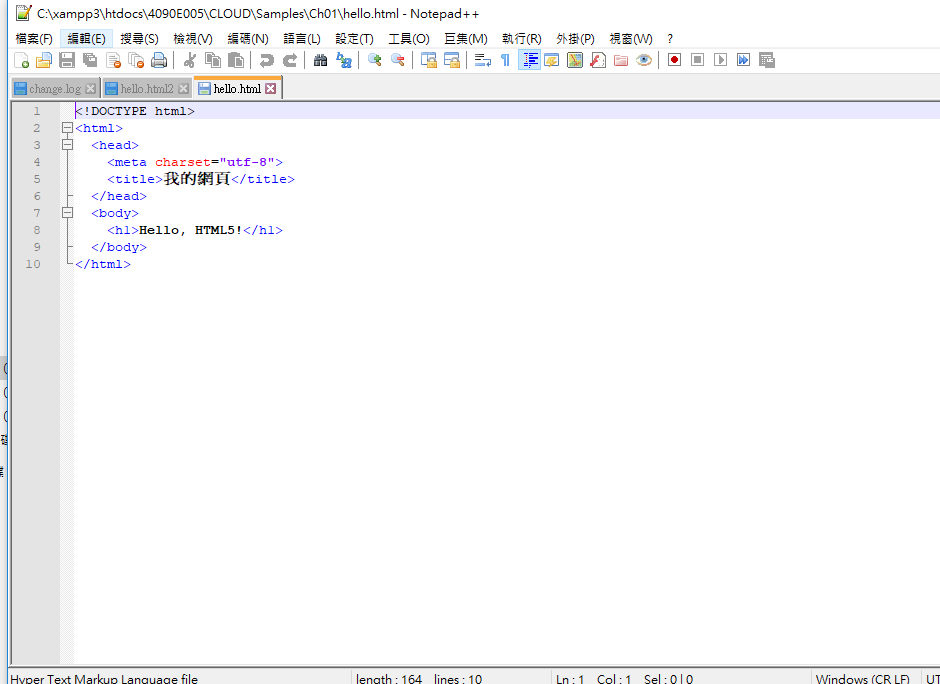 C:\xampp3\htdocs\4090E005\CLOUD\Samples\Ch01\hello.html - Notepad++
檔案(F) 編輯(E) 搜尋(S) 檢視(V) 編碼(N) 語言(L) 設定(T) 工具(O) 巨集(M) 執行(R) 外掛(P) 視窗(W) ?
change.log hello.html2 hello.html
1 <!DOCTYPE html>
2 <html>
3 <head>
4 <meta charset="utf-8">
5 <title>我的網頁</title>
6 </head>
7 <body>
8 <h1>Hello, HTML5!</h1>
9 </body>
10 </html>
Hyper Text Markup Language file length : 164 lines : 10 Ln : 1 Col : 1 Sel : 0 | 0 Windows (CR LF) UT